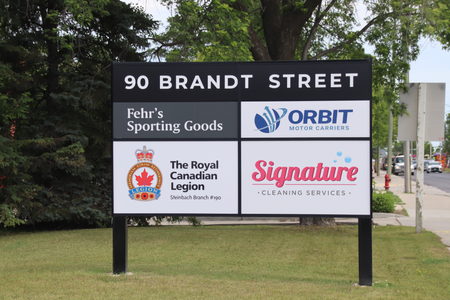 90 BRANDT STREET
Fehr's
Sporting Goods
ORBIT
MOTOR CARRIERS
LEGION
The Royal
Canadian
Legion
Steinbach Branch #190
Signature
· CLEANING SERVICES ·